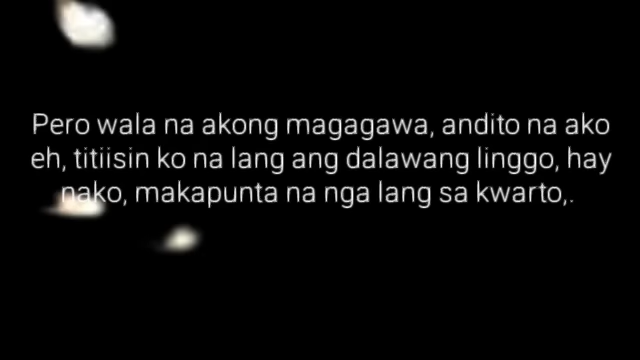 Pero wala na akong magagawa, andito na ako
eh, titiisin ko na lang ang dalawang linggo, hay
nako, makapunta na nga lang sa kwarto,.